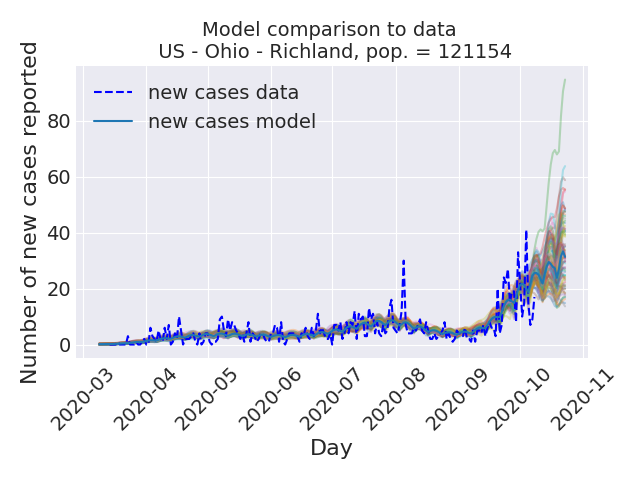 Model comparison to data
US - Ohio - Richland, pop. = 121154
new cases data
new cases model
Number of new cases reported
80
60
40
20
0
2020-03
2020-04
2020-05
2020-06
2020-07
2020-08
2020-09
2020-10
2020-11
Day